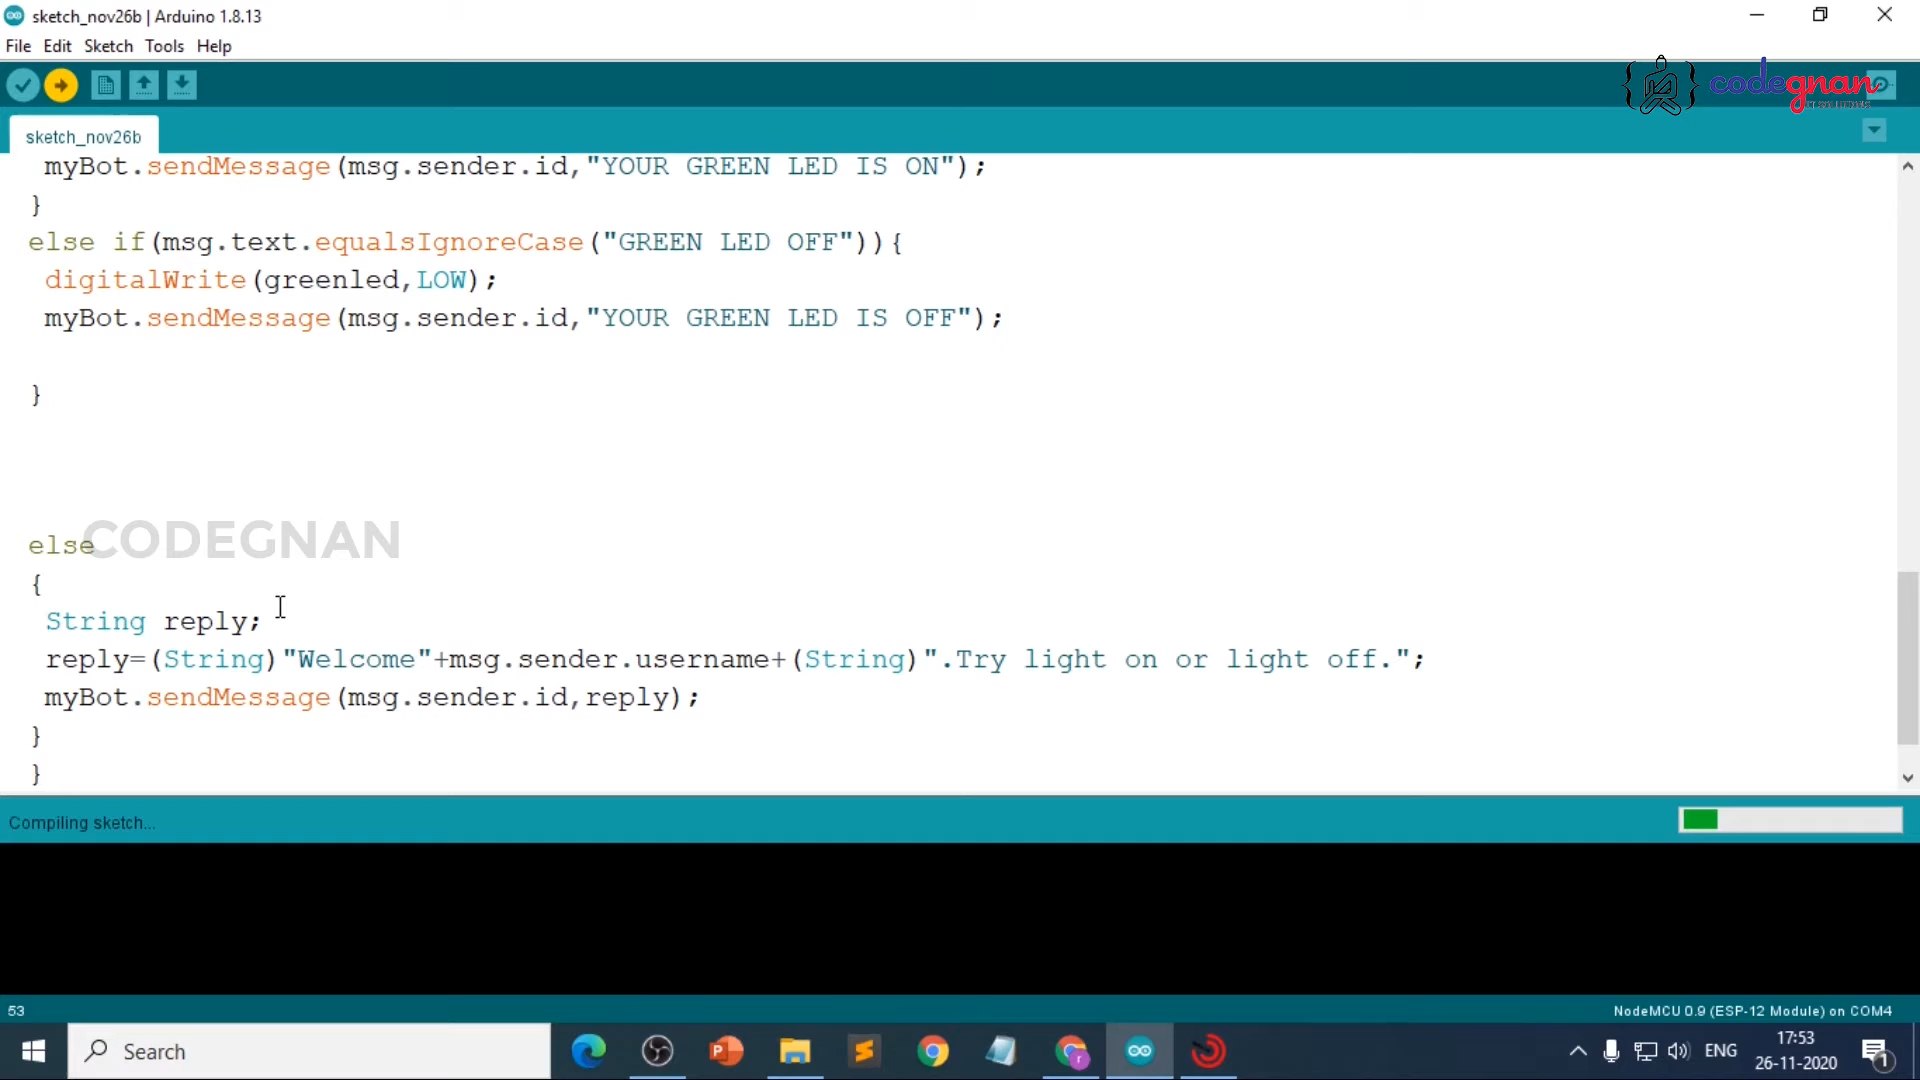 sketch_nov26b | Arduino 1.8.13
File Edit Sketch Tools Help
codegnan
IT SOLUTIONS
sketch_nov26b
myBot.sendMessage(msg.sender.id,"YOUR GREEN LED IS ON");
}
else if(msg.text.equalsIgnoreCase("GREEN LED OFF")){
digitalWrite(greenled,LOW);
myBot.sendMessage(msg.sender.id,"YOUR GREEN LED IS OFF");
}
else
CODEGNAN
{
String reply;
reply=(String)"Welcome"+msg.sender.username+(String)".Try light on or light off.";
myBot.sendMessage(msg.sender.id,reply);
}
}
Compiling sketch...
53
NodeMCU 0.9 (ESP-12 Module) on COM4
Search
ENG
17:53
26-11-2020
1